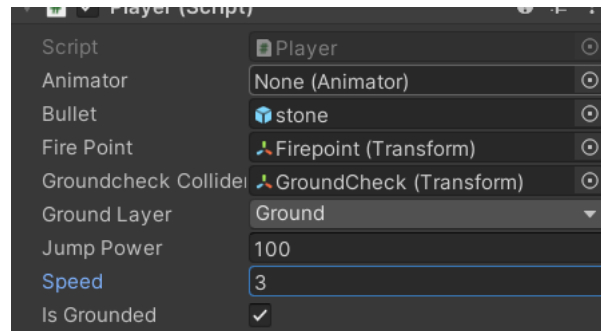 Player (Script)
Script Player
Animator None (Animator)
Bullet stone
Fire Point Firepoint (Transform)
Groundcheck Collider GroundCheck (Transform)
Ground Layer Ground
Jump Power 100
Speed 3
Is Grounded